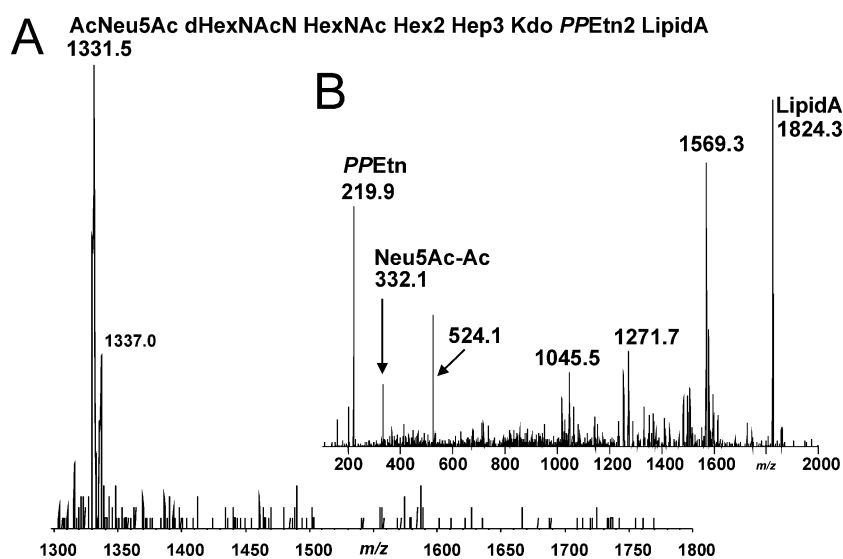 A
AcNeu5Ac dHexNAcN HexNAc Hex2 Hep3 Kdo PPEtn2 LipidA
1331.5
B
LipidA
1824.3
1569.3
PPEtn
219.9
Neu5Ac-Ac
332.1
524.1
1271.7
1045.5
1337.0
200 400 600 800 1000 1200 1400 1600 m/z 2000
1300 1350 1400 1450 1500 m/z 1600 1650 1700 1750 1800